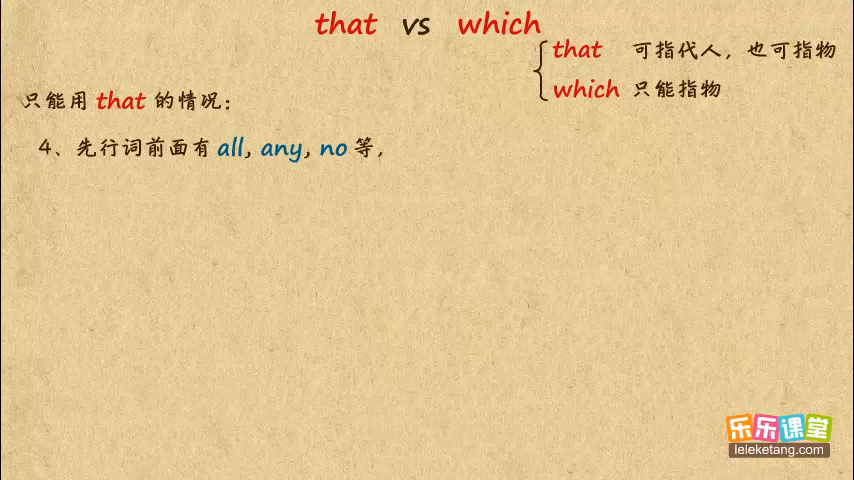 that vs which
that 可指代人，也可指物
which 只能指物
只能用 that 的情况：
4、先行词前面有 all, any, no 等，
乐乐课堂
leleketang.com